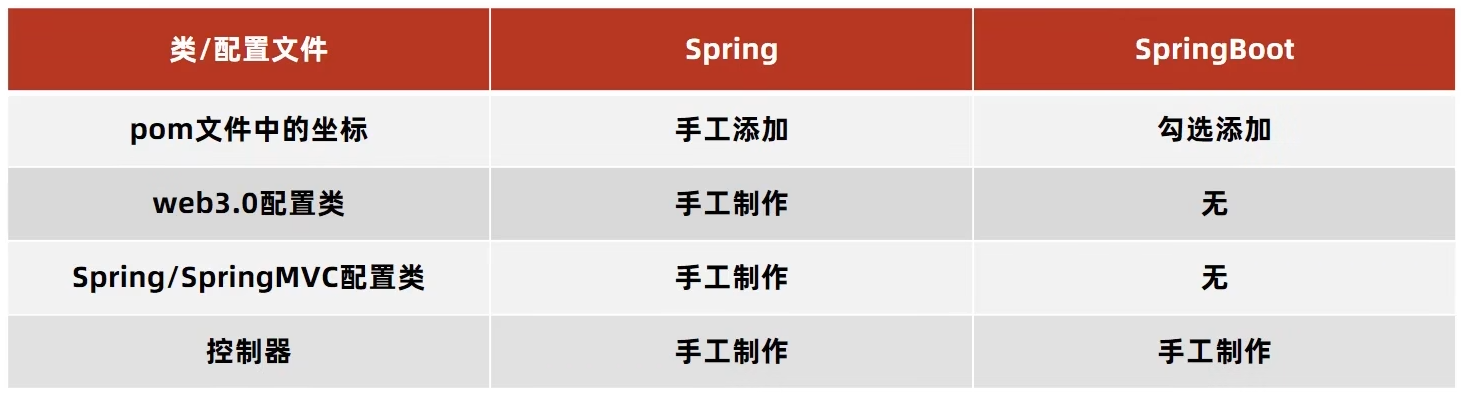 类/配置文件 Spring SpringBoot
pom文件中的坐标 手工添加 勾选添加
web3.0配置类 手工制作 无
Spring/SpringMVC配置类 手工制作 无
控制器 手工制作 手工制作